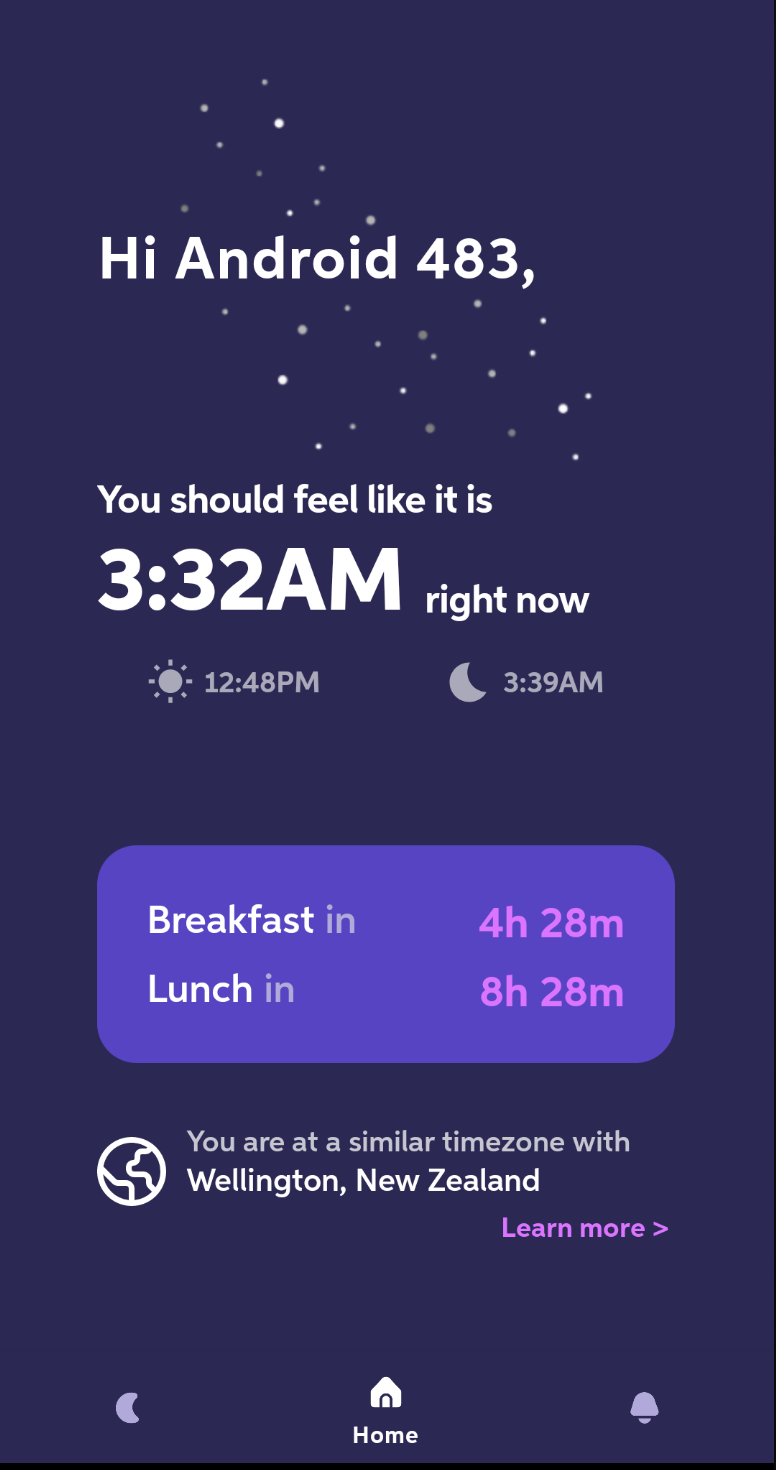 Hi Android 483,
You should feel like it is
3:32AM right now
12:48PM 3:39AM
Breakfast in 4h 28m
Lunch in 8h 28m
You are at a similar timezone with
Wellington, New Zealand
Learn more >
Home